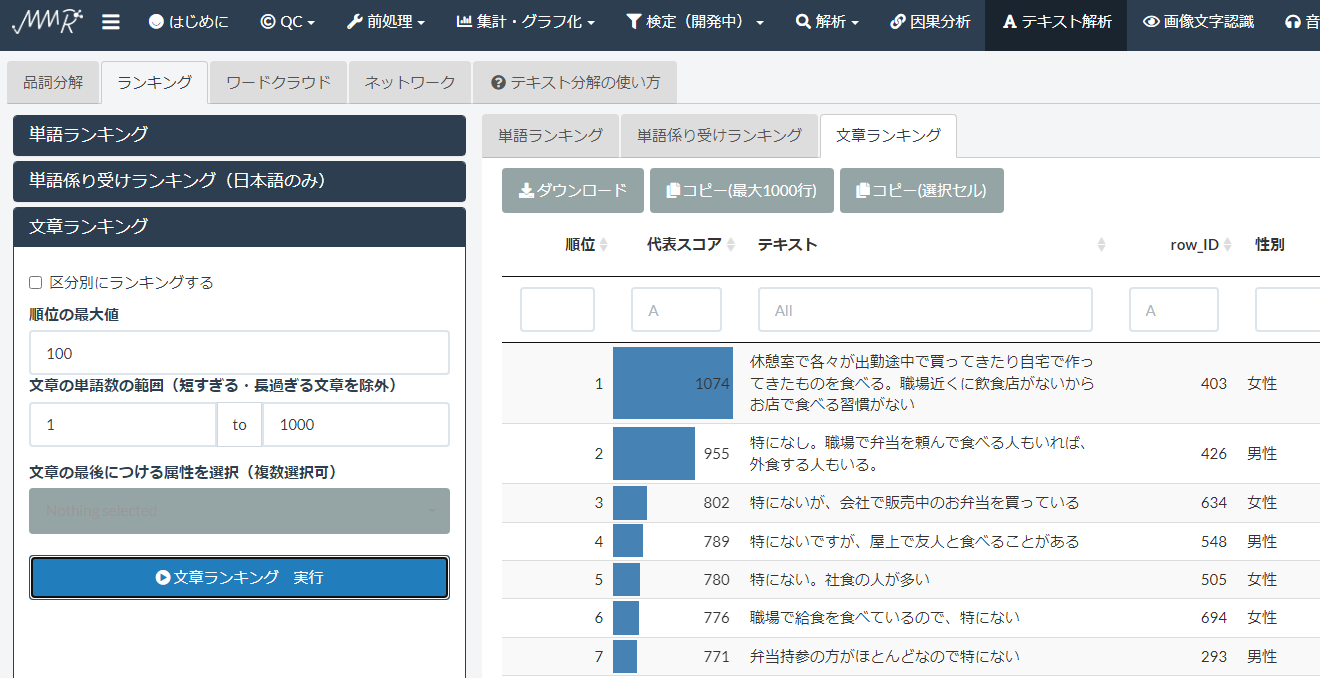 MMR はじめに QC 前処理 集計・グラフ化 検定（開発中） 解析 因果分析 テキスト解析 画像文字認識 音
品詞分解 ランキング ワードクラウド ネットワーク テキスト分解の使い方
単語ランキング
単語係り受けランキング（日本語のみ）
文章ランキング
区分別にランキングする
順位の最大値
100
文章の単語数の範囲（短すぎる・長過ぎる文章を除外）
1 to 1000
文章の最後につける属性を選択（複数選択可）
Nothing selected
文章ランキング　実行
単語ランキング 単語係り受けランキング 文章ランキング
ダウンロード コピー(最大1000行) コピー(選択セル)
順位 代表スコア テキスト row_ID 性別
A All A
1 1074 休憩室で各々が出勤途中で買ってきたり自宅で作っ
てきたものを食べる。職場近くに飲食店がないから
お店で食べる習慣がない 403 女性
2 955 特になし。職場で弁当を頼んで食べる人もいれば、
外食する人もいる。 426 男性
3 802 特にないが、会社で販売中のお弁当を買っている 634 女性
4 789 特にないですが、屋上で友人と食べることがある 548 男性
5 780 特にない。社食の人が多い 505 女性
6 776 職場で給食を食べているので、特にない 694 女性
7 771 弁当持参の方がほとんどなので特にない 293 男性